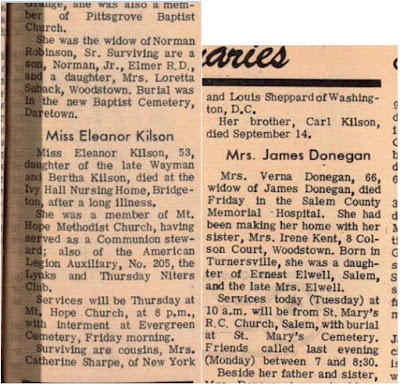 Grange, she was also a mem-
ber of Pittsgrove Baptist
Church.
She was the widow of Norman
Robinson, Sr. Surviving are a
son, Norman, Jr., Elmer R.D.,
and a daughter, Mrs. Loretta
Suback, Woodstown. Burial was
in the new Baptist Cemetery,
Daretown.
Miss Eleanor Kilson
Miss Eleanor Kilson, 53,
daughter of the late Wayman
and Bertha Kilson, died at the
Ivy Hall Nursing Home, Bridge-
ton, after a long illness.
She was a member of Mt.
Hope Methodist Church, having
served as a Communion stew-
ard; also of the American
Legion Auxiliary, No. 205, the
Lynks and Thursday Niters
Club.
Services will be Thursday at
Mt. Hope Church, at 8 p.m.,
with interment at Evergreen
Cemetery, Friday morning.
Surviving are cousins, Mrs.
Catherine Sharpe, of New York
aries
and Louis Sheppard of Washing-
ton, D.C.
Her brother, Carl Kilson,
died September 14.
Mrs. James Donegan
Mrs. Verna Donegan, 66,
widow of James Donegan, died
Friday in the Salem County
Memorial Hospital. She had
been making her home with her
sister, Mrs. Irene Kent, 8 Col-
son Court, Woodstown. Born in
Turnersville, she was a daugh-
ter of Ernest Elwell, Salem,
and the late Mrs. Elwell.
Services today (Tuesday) at
10 a.m. will be from St. Mary's
R.C. Church, Salem, with burial
at St. Mary's Cemetery.
Friends called last evening
(Monday) between 7 and 8:30.
Beside her father and sister,